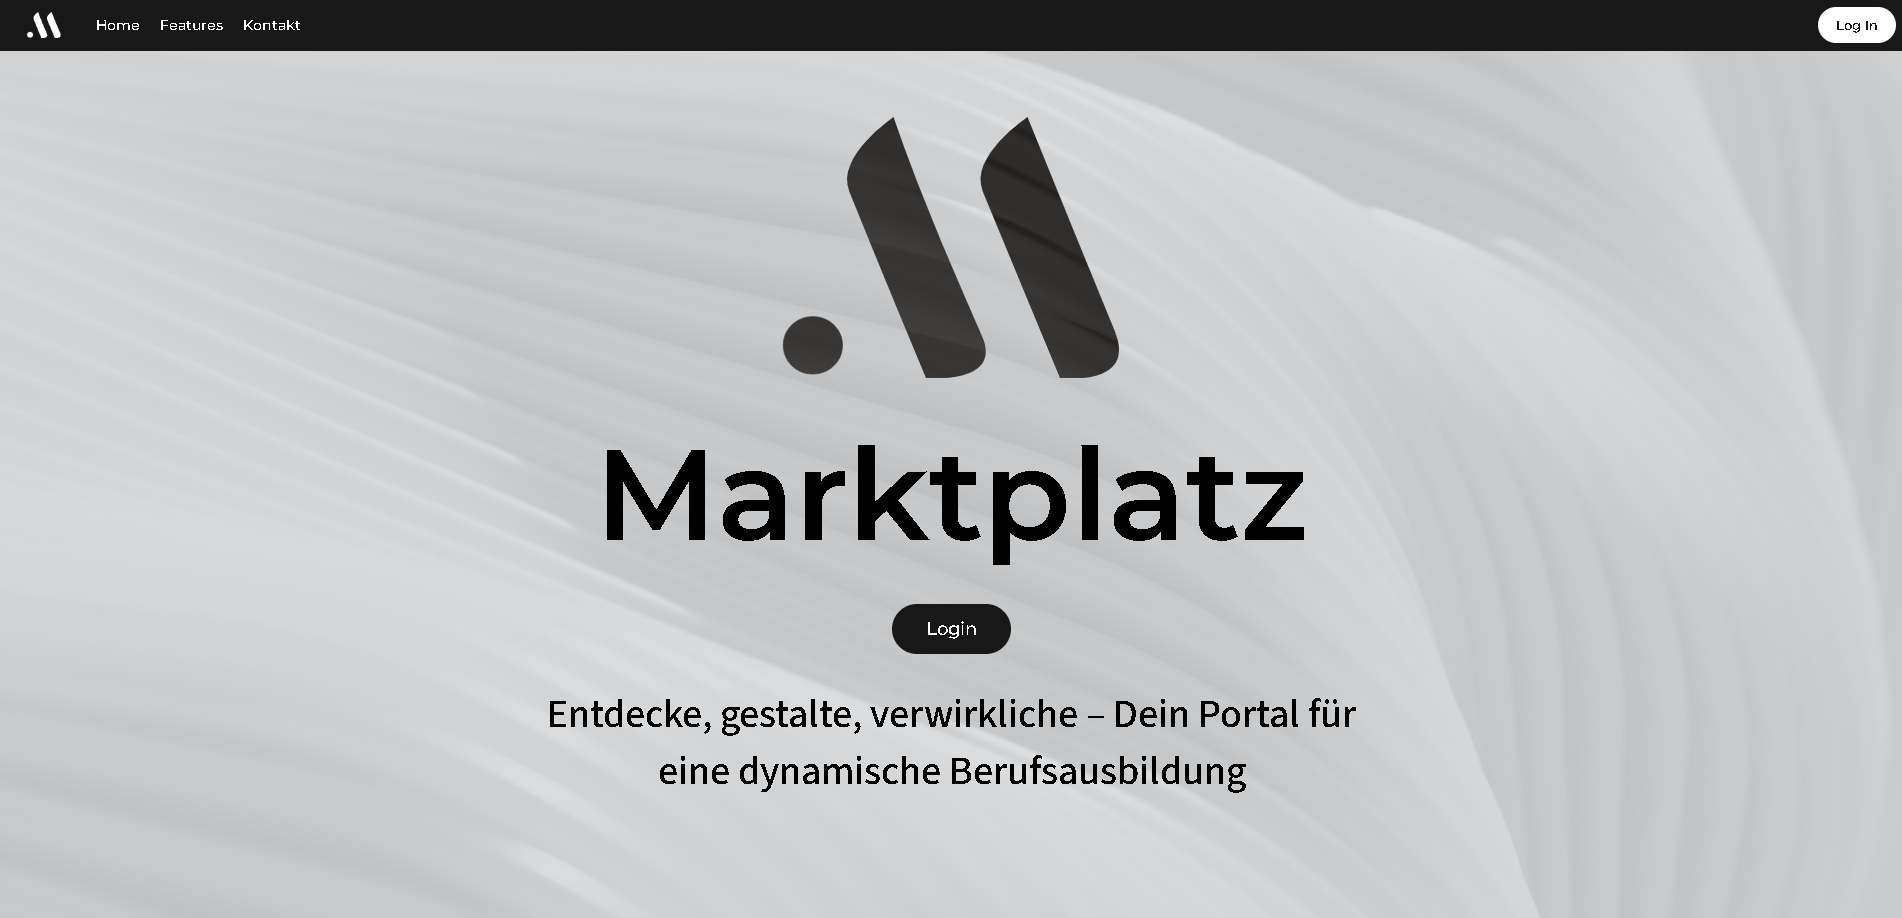 Home Features Kontakt Log In
Marktplatz
Login
Entdecke, gestalte, verwirkliche – Dein Portal für
eine dynamische Berufsausbildung